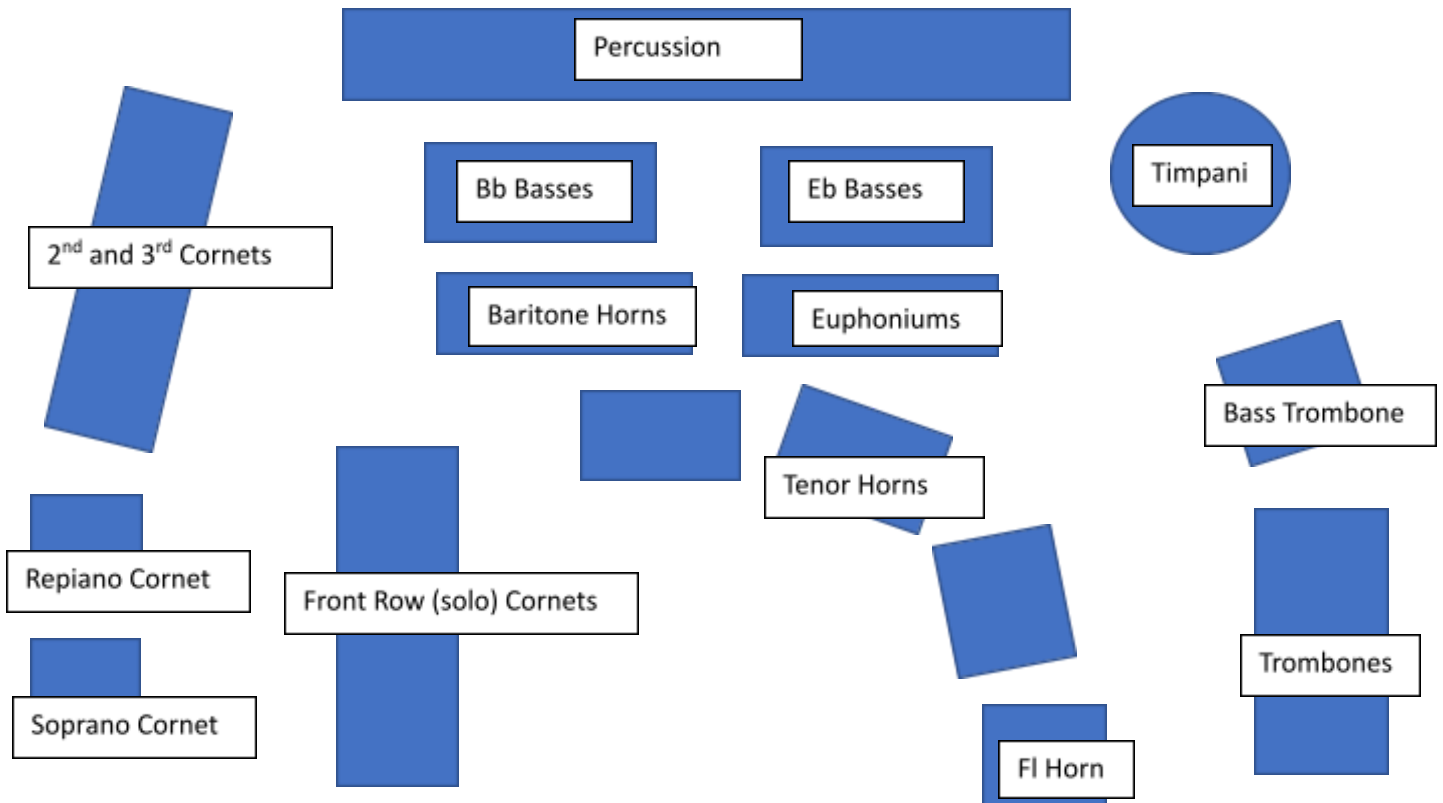 Percussion
Bb Basses
Eb Basses
Timpani
2nd and 3rd Cornets
Baritone Horns
Euphoniums
Bass Trombone
Tenor Horns
Repiano Cornet
Front Row (solo) Cornets
Trombones
Soprano Cornet
Fl Horn